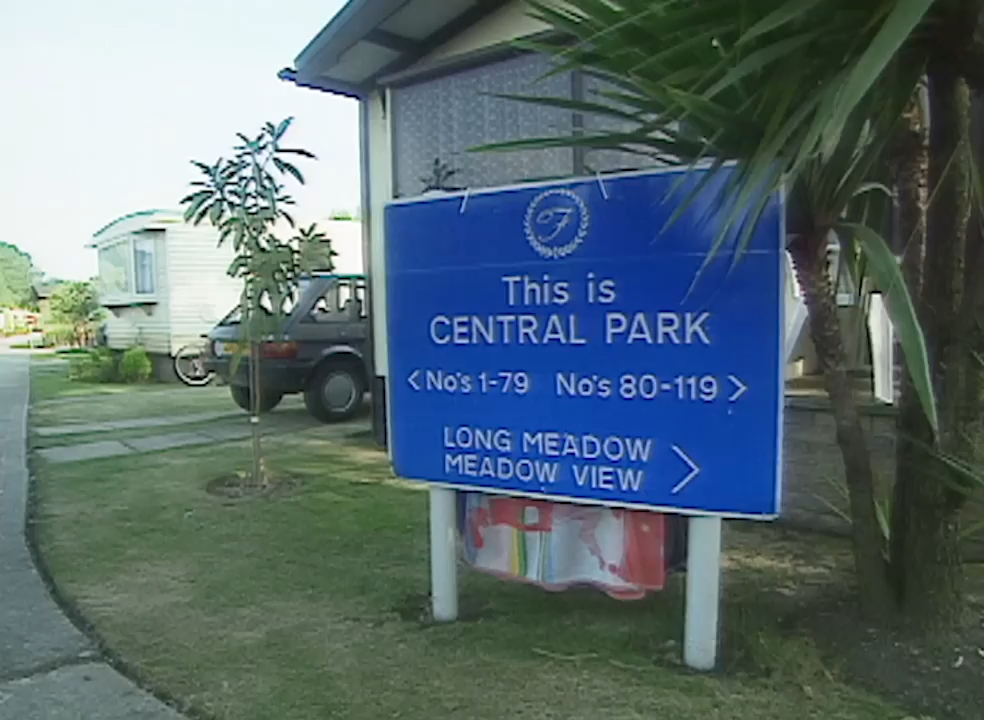 F
This is
CENTRAL PARK
<No's 1-79 No's 80-119>
LONG MEADOW
MEADOW VIEW >